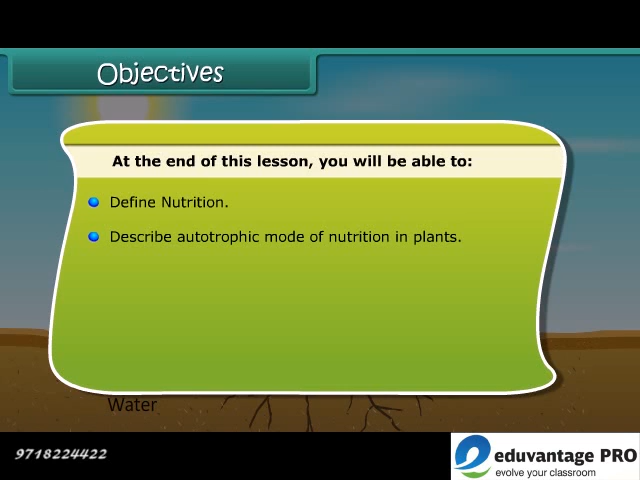 Objectives
At the end of this lesson, you will be able to:
Define Nutrition.
Describe autotrophic mode of nutrition in plants.
Water
9718224422
eduvantage PRO
evolve your classroom